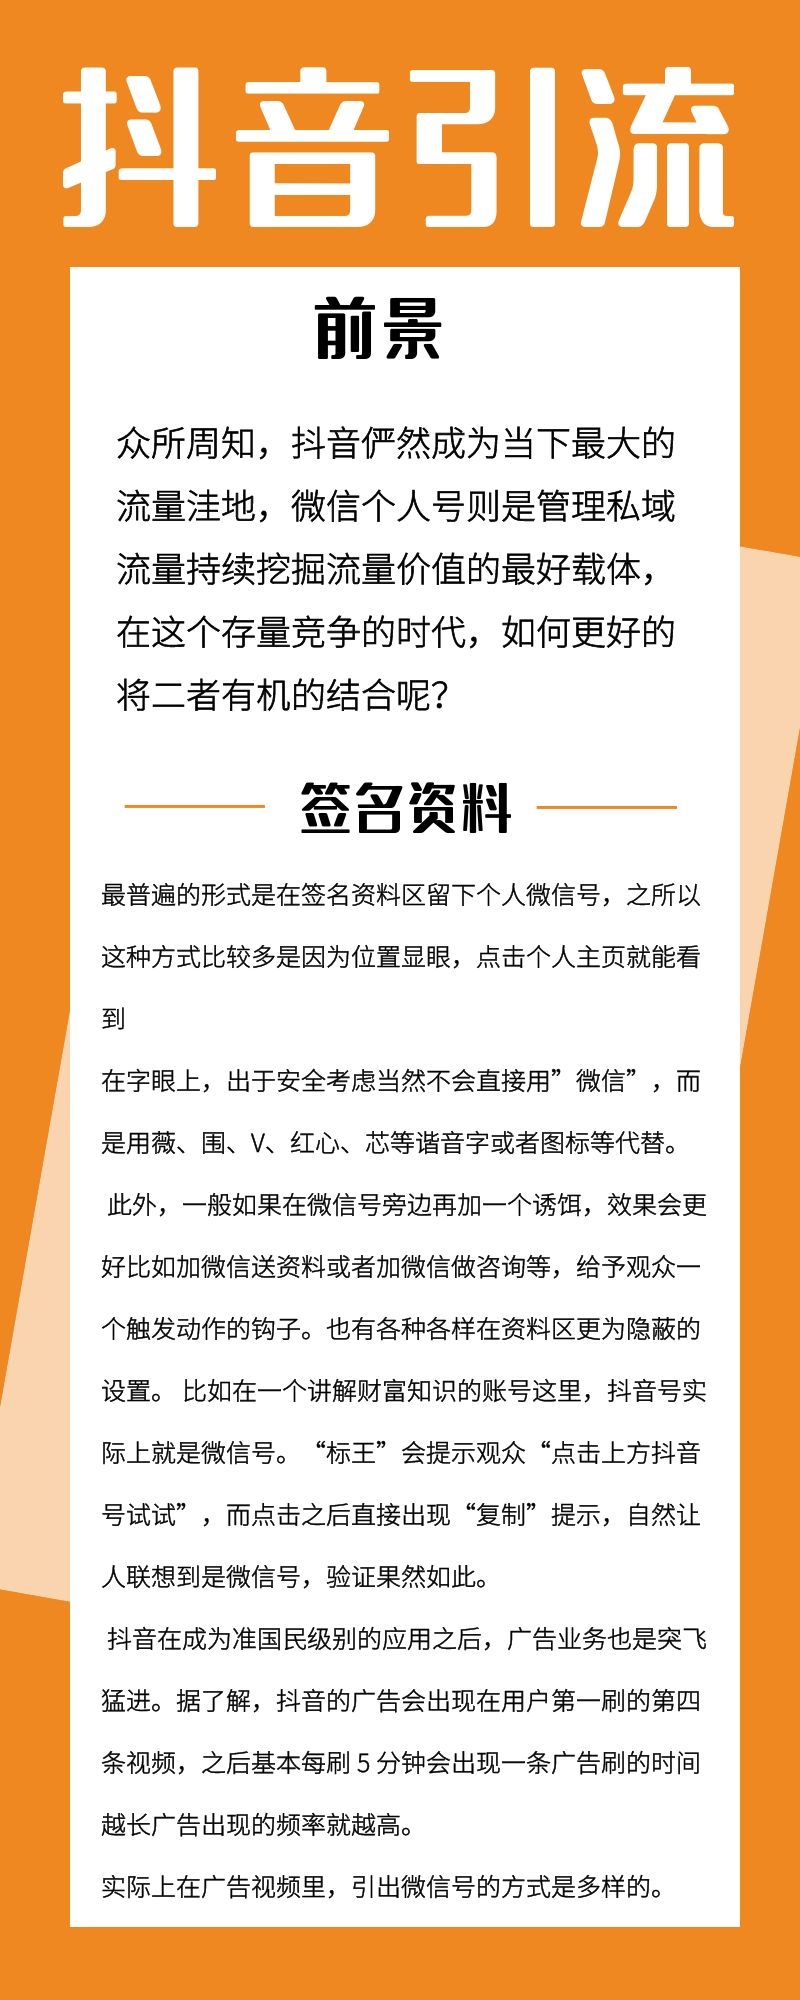 抖音引流
前景
众所周知，抖音俨然成为当下最大的
流量洼地，微信个人号则是管理私域
流量持续挖掘流量价值的最好载体，
在这个存量竞争的时代，如何更好的
将二者有机的结合呢？
签名资料
最普遍的形式是在签名资料区留下个人微信号，之所以
这种方式比较多是因为位置显眼，点击个人主页就能看
到
在字眼上，出于安全考虑当然不会直接用”微信”，而
是用薇、围、V、红心、芯等谐音字或者图标等代替。
此外，一般如果在微信号旁边再加一个诱饵，效果会更
好比如加微信送资料或者加微信做咨询等，给予观众一
个触发动作的钩子。也有各种各样在资料区更为隐蔽的
设置。 比如在一个讲解财富知识的账号这里，抖音号实
际上就是微信号。“标王”会提示观众“点击上方抖音
号试试”，而点击之后直接出现“复制”提示，自然让
人联想到是微信号，验证果然如此。
抖音在成为准国民级别的应用之后，广告业务也是突飞
猛进。据了解，抖音的广告会出现在用户第一刷的第四
条视频，之后基本每刷 5 分钟会出现一条广告刷的时间
越长广告出现的频率就越高。
实际上在广告视频里，引出微信号的方式是多样的。